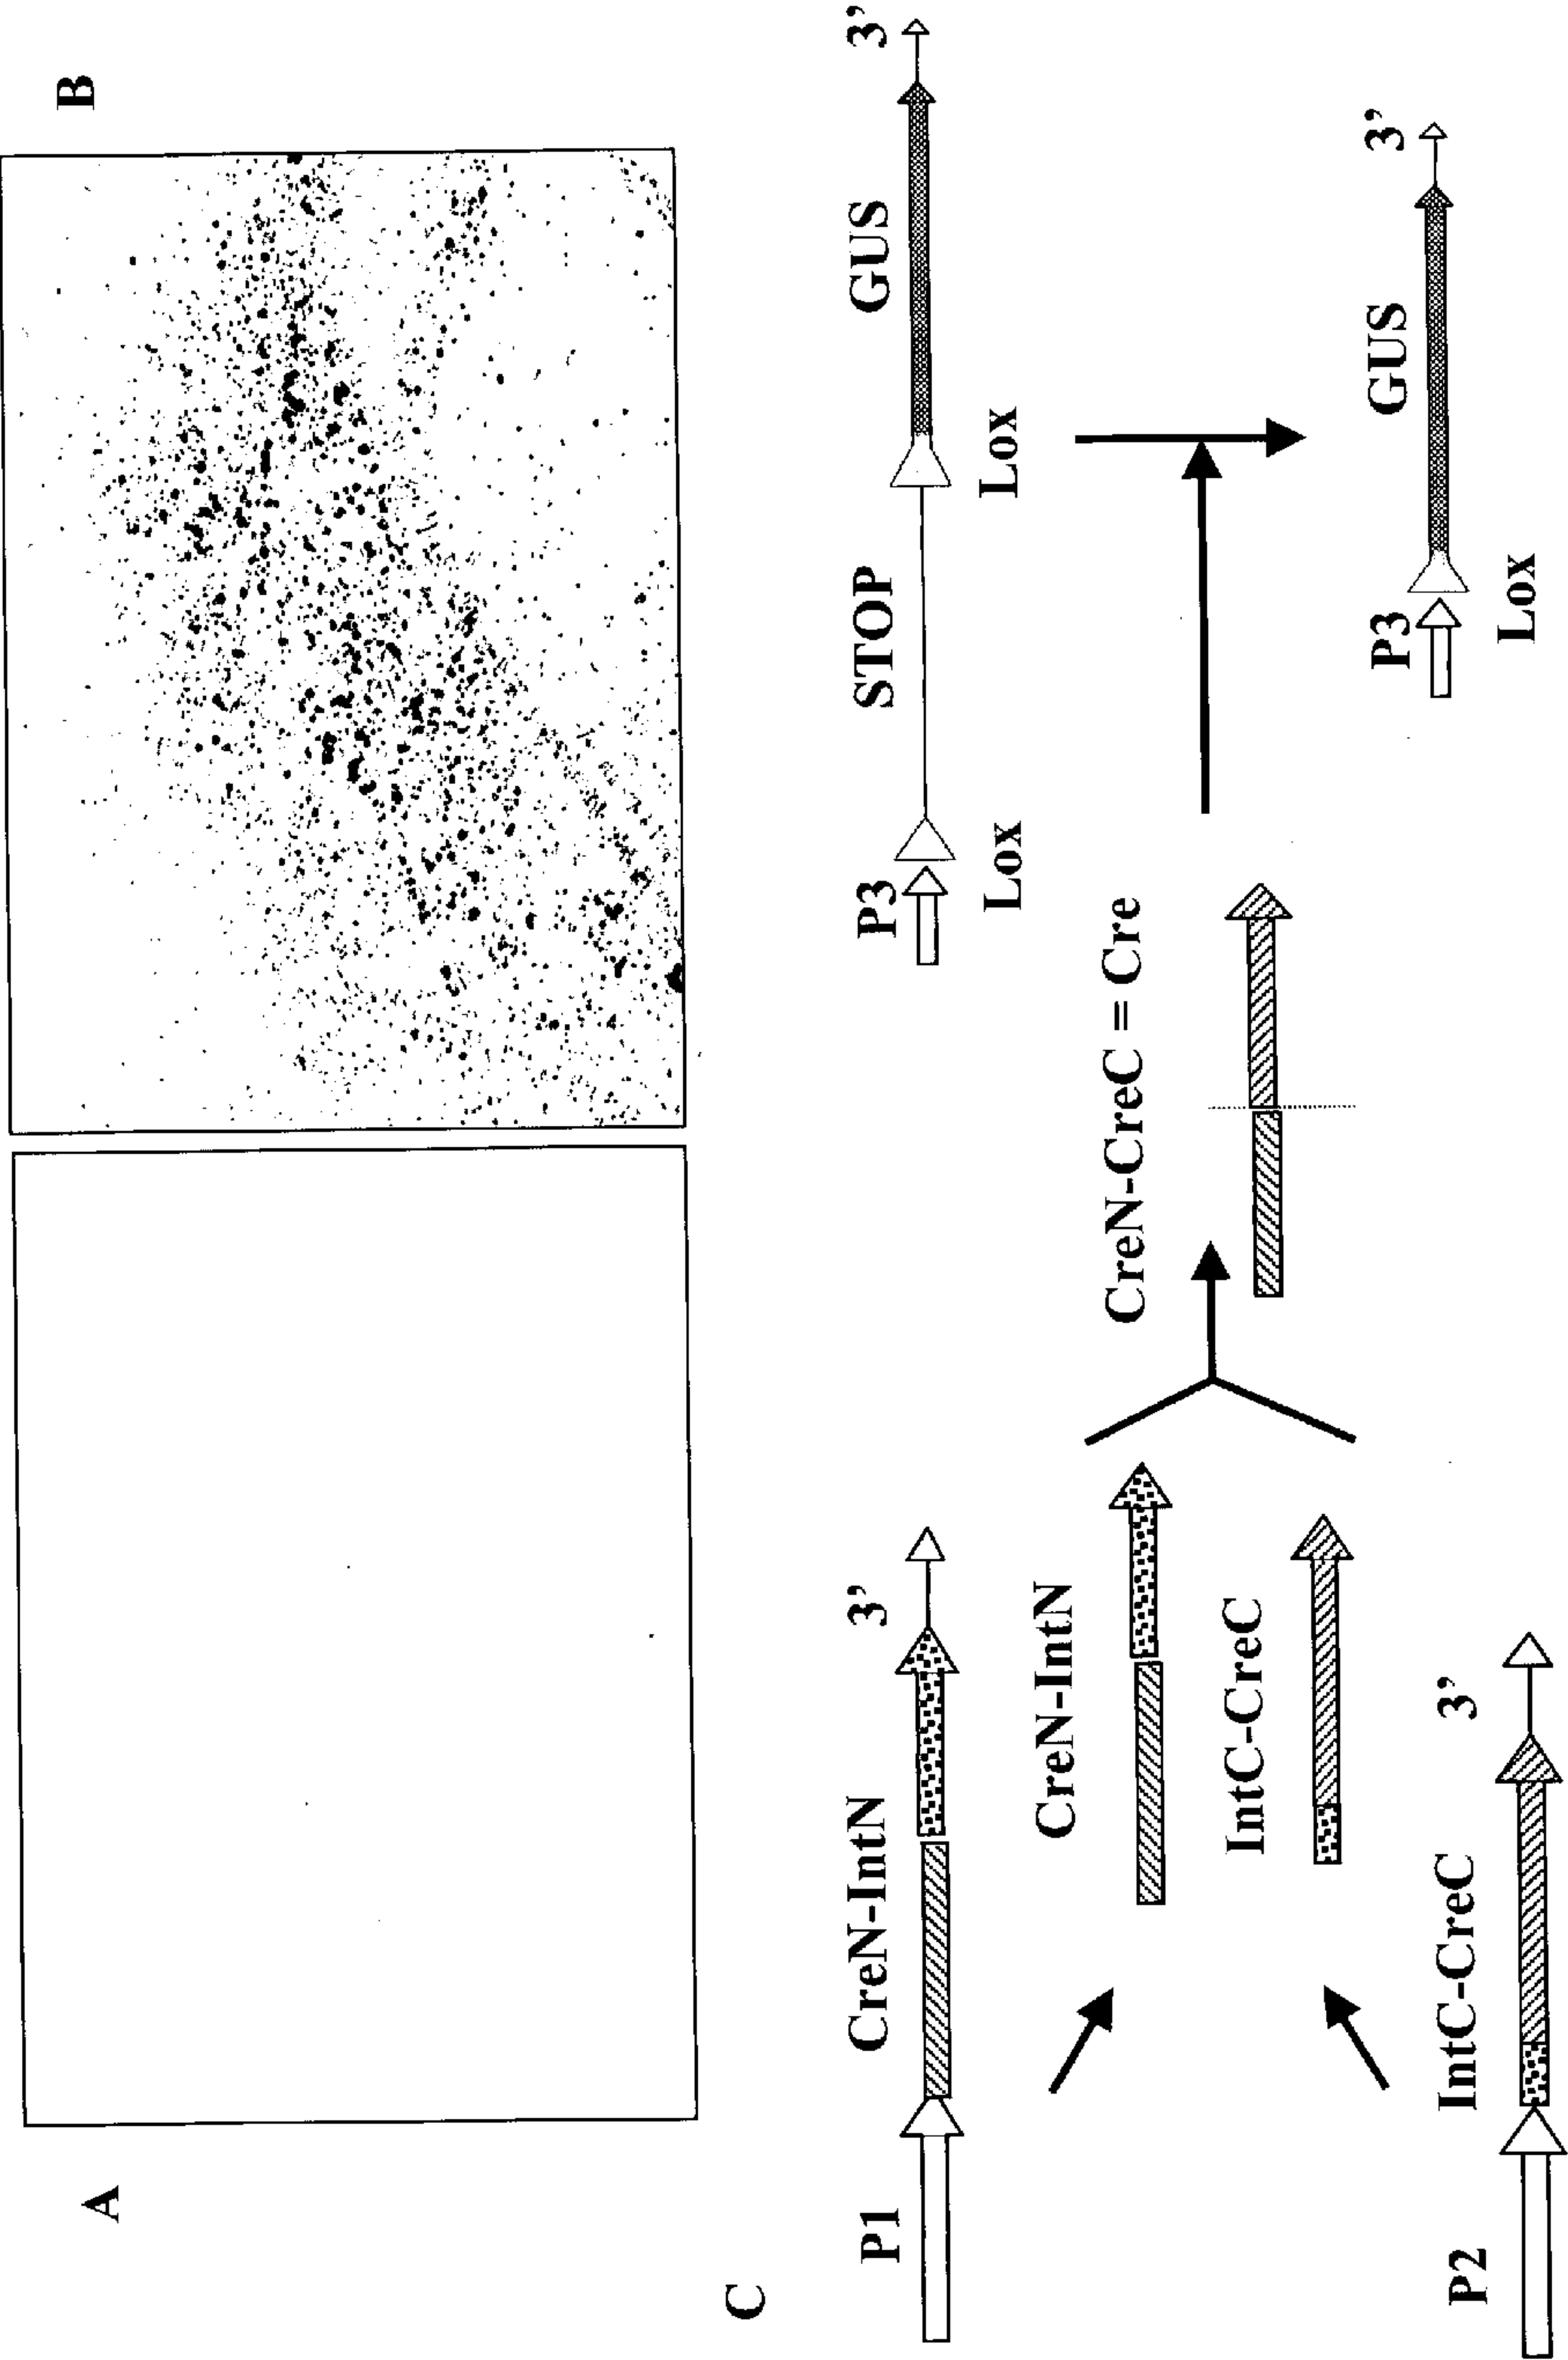 A
B
C
P1
CreN-IntN
3’
P3
STOP
GUS
3’
Lox
Lox
CreN-IntN
CreN-CreC = Cre
IntC-CreC
P3
GUS
3’
Lox
P2
IntC-CreC
3’